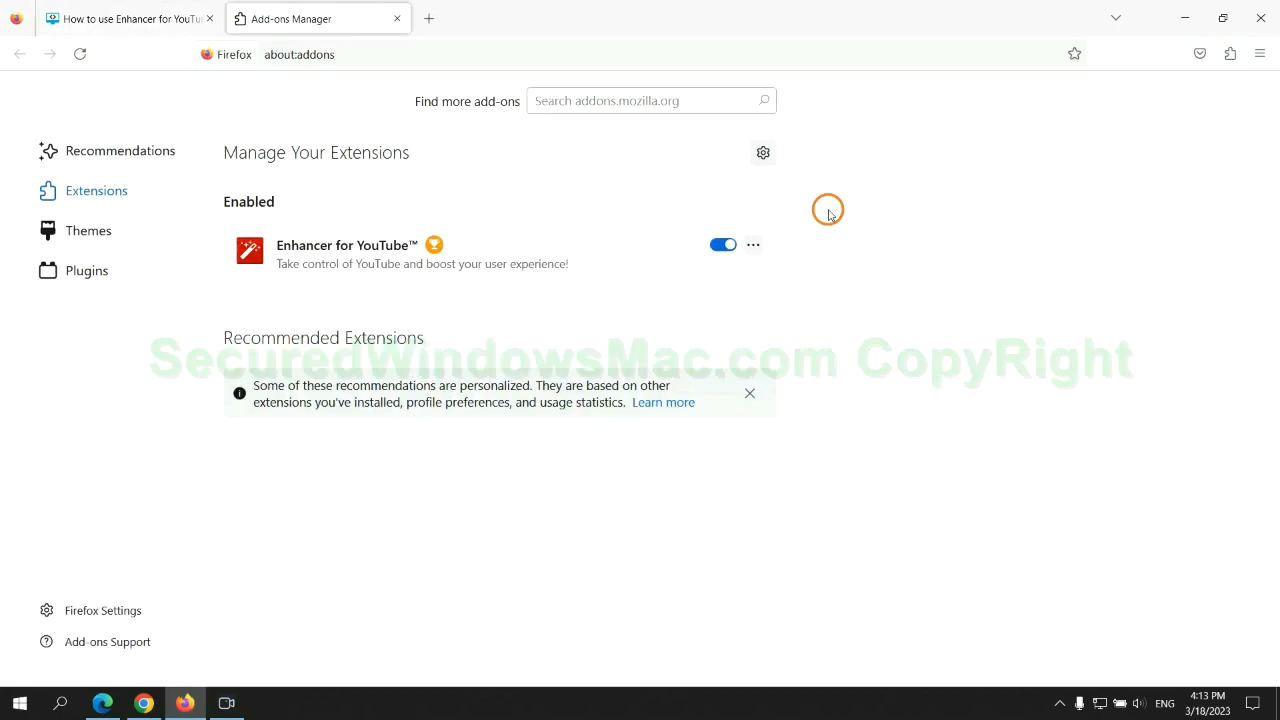 How to use Enhancer for YouTu
Add-ons Manager
Firefox
about:addons
Find more add-ons
Search addons.mozilla.org
Recommendations
Extensions
Themes
Plugins
Manage Your Extensions
Enabled
Enhancer for YouTube™
Take control of YouTube and boost your user experience!
Recommended Extensions
SecuredWindowsMac.com CopyRight
Some of these recommendations are personalized. They are based on other
extensions you've installed, profile preferences, and usage statistics. Learn more
Firefox Settings
Add-ons Support
ENG
4:13 PM
3/18/2023